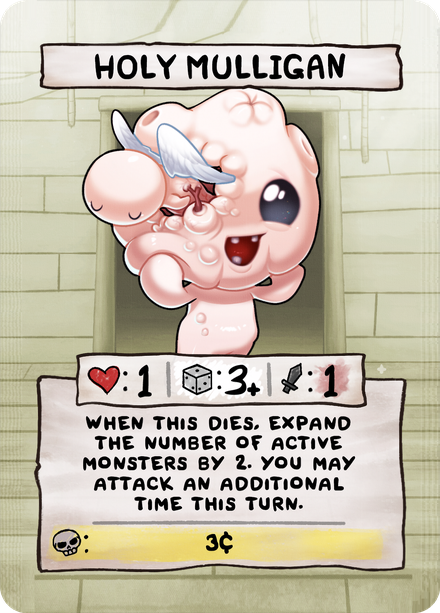 HOLY MULLIGAN
:1 :3+ :1
WHEN THIS DIES, EXPAND
THE NUMBER OF ACTIVE
MONSTERS BY 2. YOU MAY
ATTACK AN ADDITIONAL
TIME THIS TURN.
: 3¢